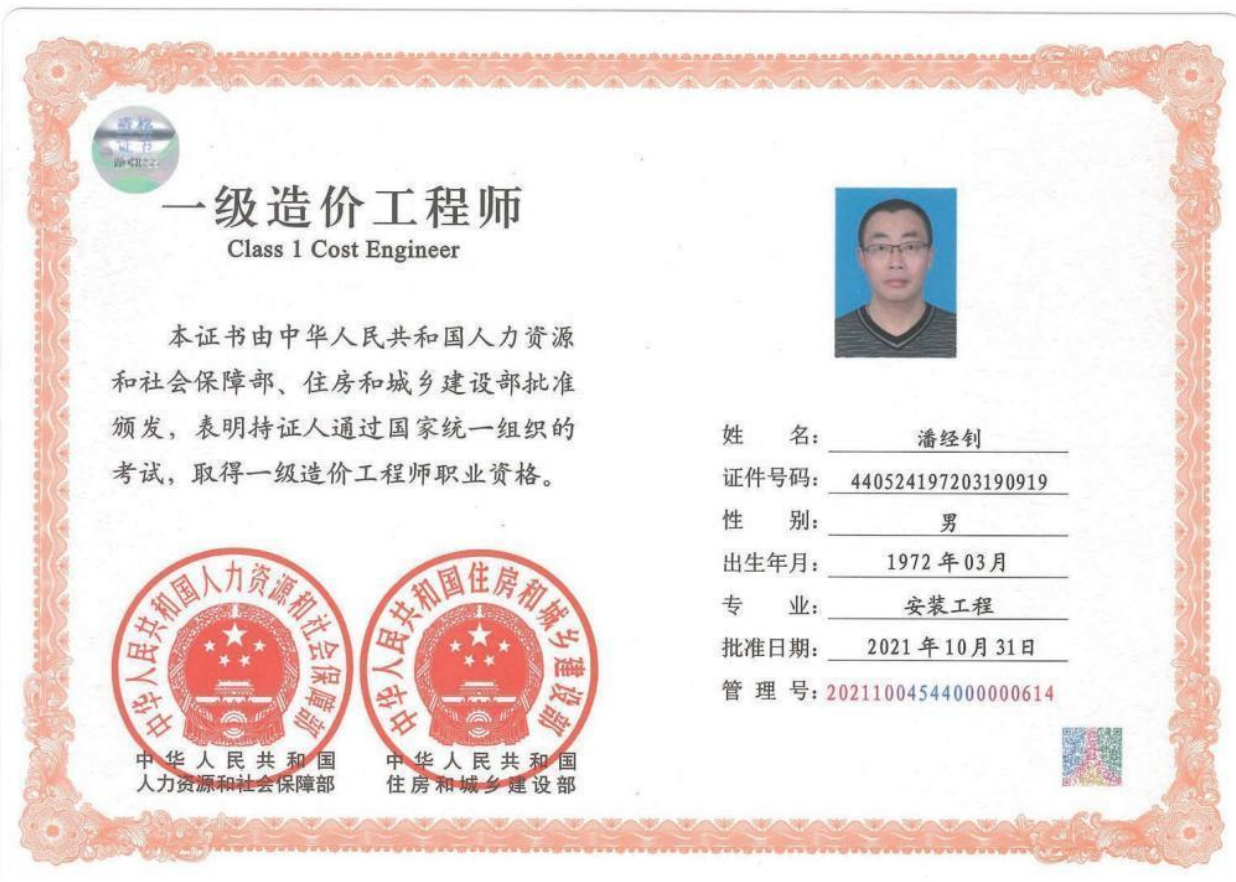 资格
证书
一级造价工程师
Class 1 Cost Engineer
本证书由中华人民共和国人力资源
和社会保障部、住房和城乡建设部批准
颁发，表明持证人通过国家统一组织的
考试，取得一级造价工程师职业资格。
中华人民共和国人力资源和社会保障部
中华人民共和国
人力资源和社会保障部
中华人民共和国住房和城乡建设部
中华人民共和国
住房和城乡建设部
姓 名：潘经钊
证件号码：440524197203190919
性 别：男
出生年月：1972年03月
专 业：安装工程
批准日期：2021年10月31日
管 理 号：20211004544000000614